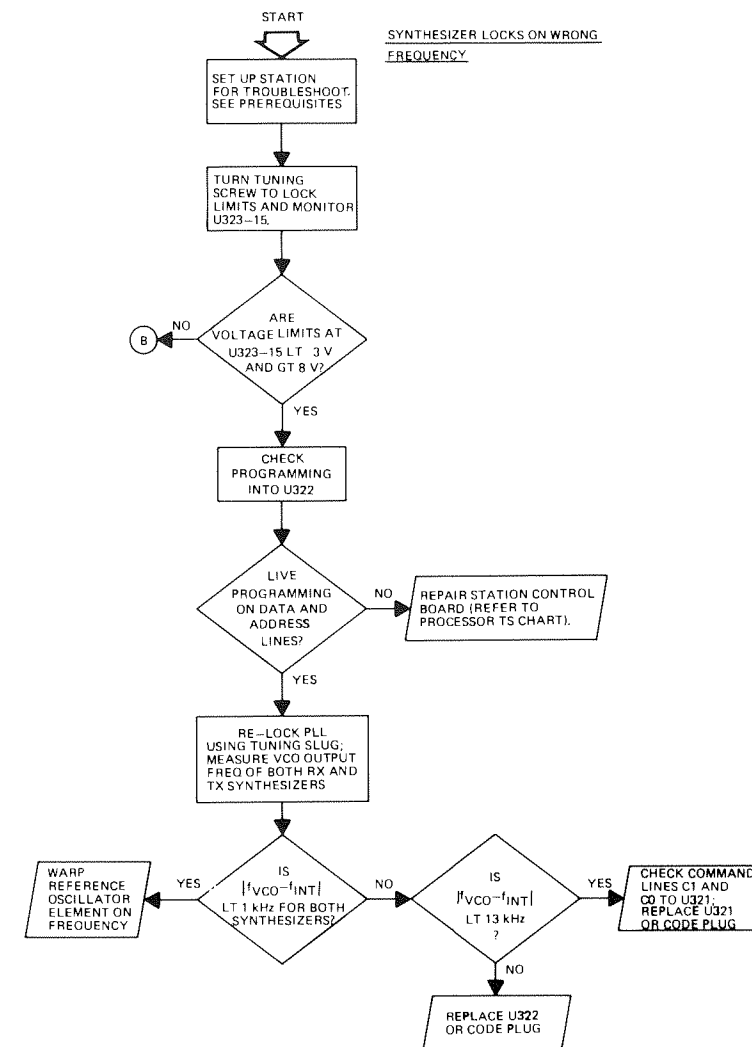 START
SYNTHESIZER LOCKS ON WRONG
FREQUENCY
SET UP STATION
FOR TROUBLESHOOT.
SEE PREREQUISITES
TURN TUNING
SCREW TO LOCK
LIMITS AND MONITOR
U323–15.
ARE
VOLTAGE LIMITS AT
U323–15 LT 3 V
AND GT 8 V?
NO
B
YES
CHECK
PROGRAMMING
INTO U322
LIVE
PROGRAMMING
ON DATA AND
ADDRESS
LINES?
NO
REPAIR STATION CONTROL
BOARD (REFER TO
PROCESSOR TS CHART).
YES
RE–LOCK PLL
USING TUNING SLUG;
MEASURE VCO OUTPUT
FREQ OF BOTH RX AND
TX SYNTHESIZERS
IS
|fVCO–fINT|
LT 1 kHz FOR BOTH
SYNTHESIZERS?
YES
WARP
REFERENCE
OSCILLATOR
ELEMENT ON
FREQUENCY
NO
IS
|fVCO–fINT|
LT 13 kHz
?
YES
CHECK COMMAND
LINES C1 AND
C0 TO U321;
REPLACE U321
OR CODE PLUG
NO
REPLACE U322
OR CODE PLUG